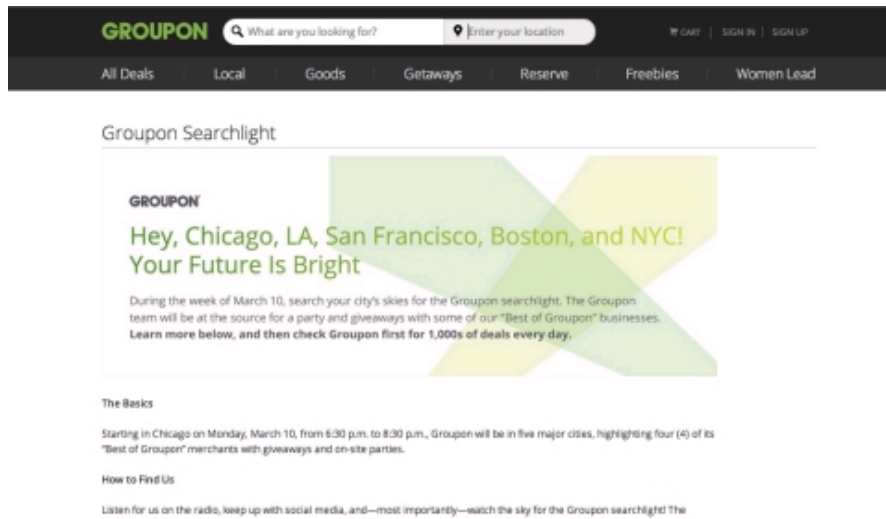 GROUPON What are you looking for? Enter your location CART SIGN IN SIGN UP
All Deals Local Goods Getaways Reserve Freebies Women Lead
Groupon Searchlight
GROUPON
Hey, Chicago, LA, San Francisco, Boston, and NYC!
Your Future Is Bright
During the week of March 10, search your city's skies for the Groupon searchlight. The Groupon
team will be at the source for a party and giveaways with some of our "Best of Groupon" businesses.
Learn more below, and then check Groupon first for 1,000s of deals every day.
The Basics
Starting in Chicago on Monday, March 10, from 6:30 p.m. to 8:30 p.m., Groupon will be in five major cities, highlighting four (4) of its
"Best of Groupon" merchants with giveaways and on-site parties.
How to Find Us
Listen for us on the radio, keep up with social media, and—most importantly—watch the sky for the Groupon searchlight! The